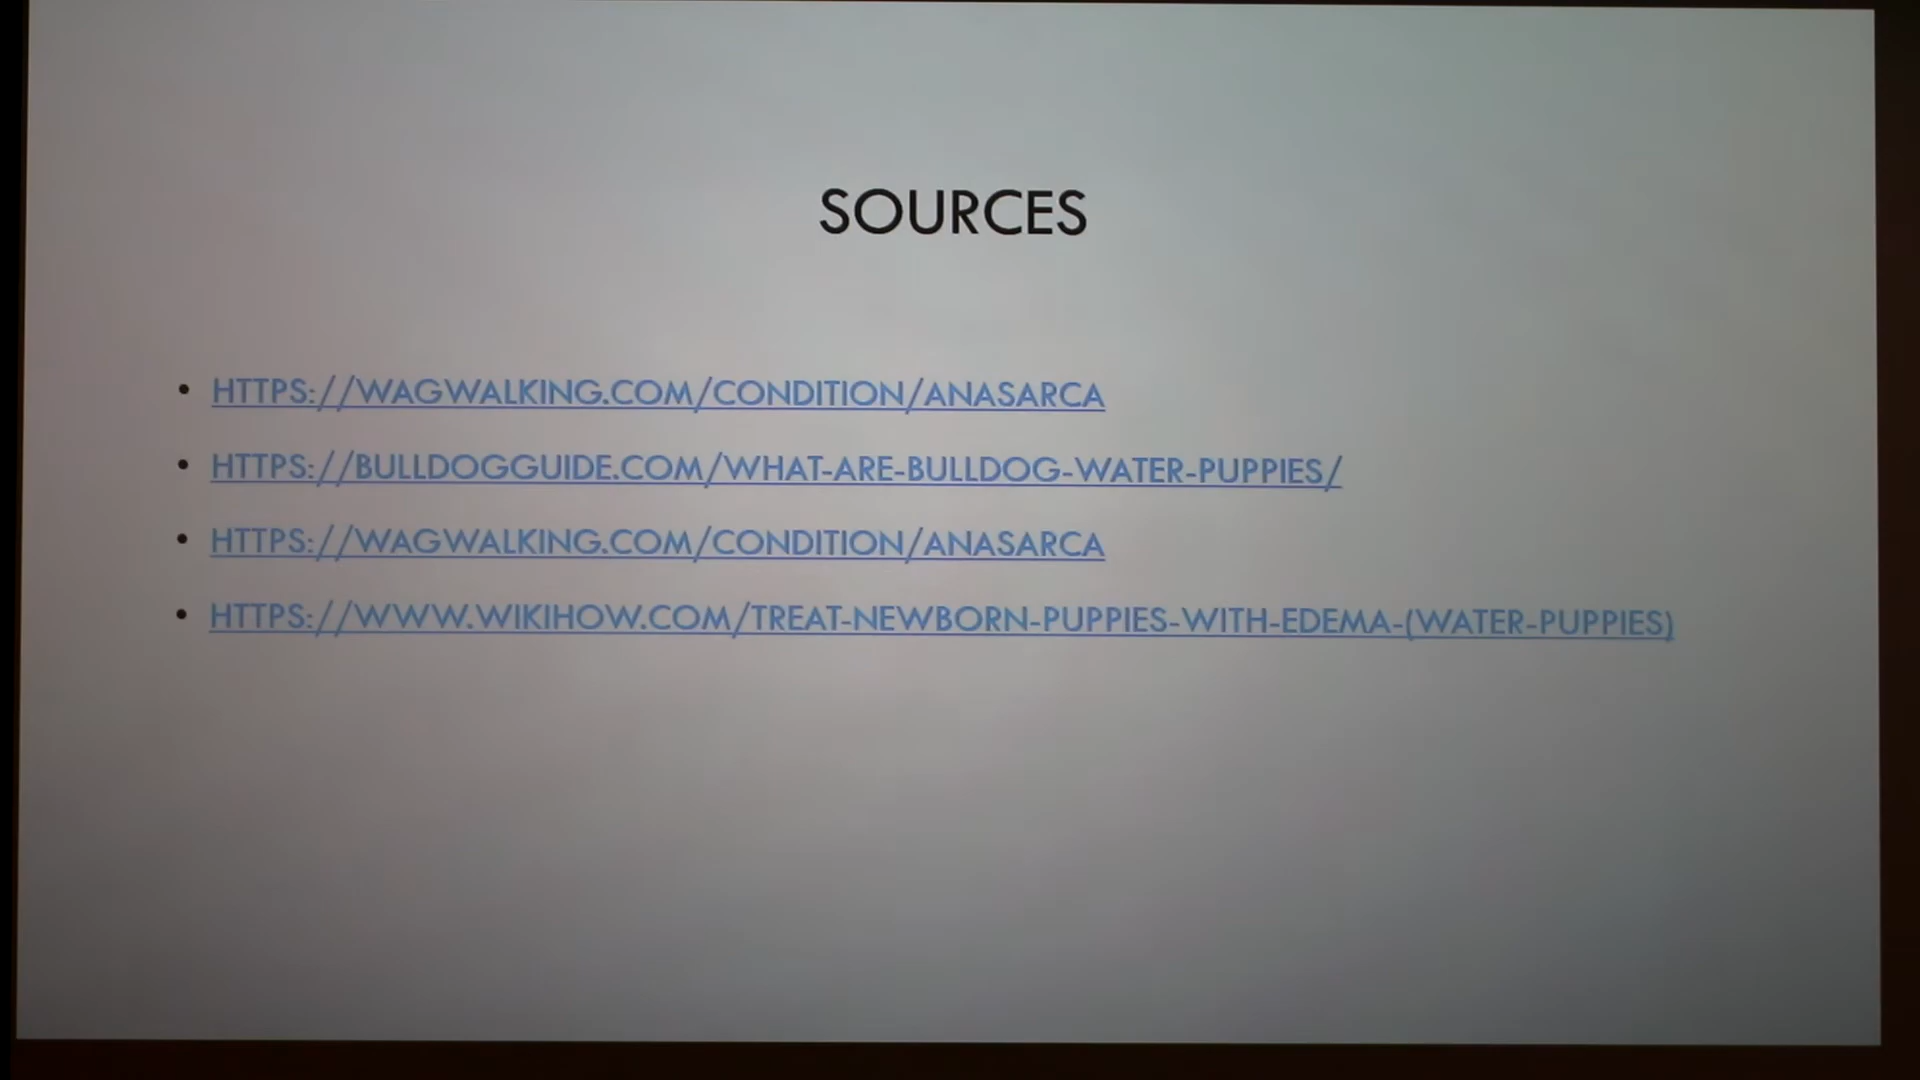 SOURCES
• HTTPS://WAGWALKING.COM/CONDITION/ANASARCA
• HTTPS://BULLDOGGUIDE.COM/WHAT-ARE-BULLDOG-WATER-PUPPIES/
• HTTPS://WAGWALKING.COM/CONDITION/ANASARCA
• HTTPS://WWW.WIKIHOW.COM/TREAT-NEWBORN-PUPPIES-WITH-EDEMA-(WATER-PUPPIES)